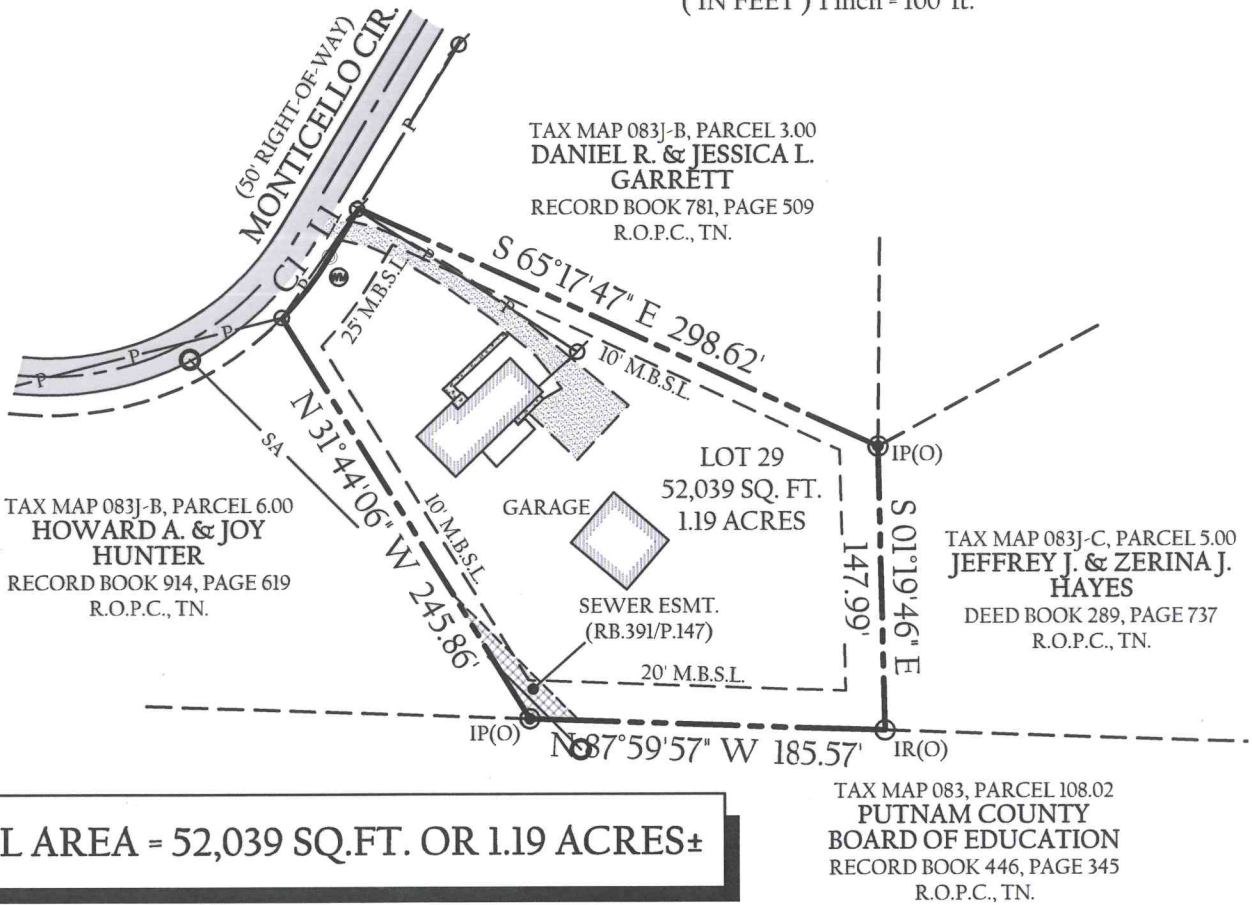 ( IN FEET ) 1 inch = 100 ft.
(50' RIGHT-OF-WAY)
MONTICELLO CIR.
P
TAX MAP 083J-B, PARCEL 3.00
DANIEL R. & JESSICA L.
GARRETT
RECORD BOOK 781, PAGE 509
R.O.P.C., TN.
L1
C1
P
WM
P
P
25' M.B.S.L.
S 65°17'47" E 298.62'
10' M.B.S.L.
P
P
P
SA
N 31°44'06" W 245.86'
10' M.B.S.L
LOT 29
52,039 SQ. FT.
1.19 ACRES
GARAGE
IP(O)
S 01°19'46" E
147.99'
TAX MAP 083J-B, PARCEL 6.00
HOWARD A. & JOY
HUNTER
RECORD BOOK 914, PAGE 619
R.O.P.C., TN.
TAX MAP 083J-C, PARCEL 5.00
JEFFREY J. & ZERINA J.
HAYES
DEED BOOK 289, PAGE 737
R.O.P.C., TN.
SEWER ESMT.
(RB.391/P.147)
20' M.B.S.L.
IP(O)
N 87°59'57" W 185.57'
IR(O)
TAX MAP 083, PARCEL 108.02
PUTNAM COUNTY
BOARD OF EDUCATION
RECORD BOOK 446, PAGE 345
R.O.P.C., TN.
L AREA = 52,039 SQ.FT. OR 1.19 ACRES±